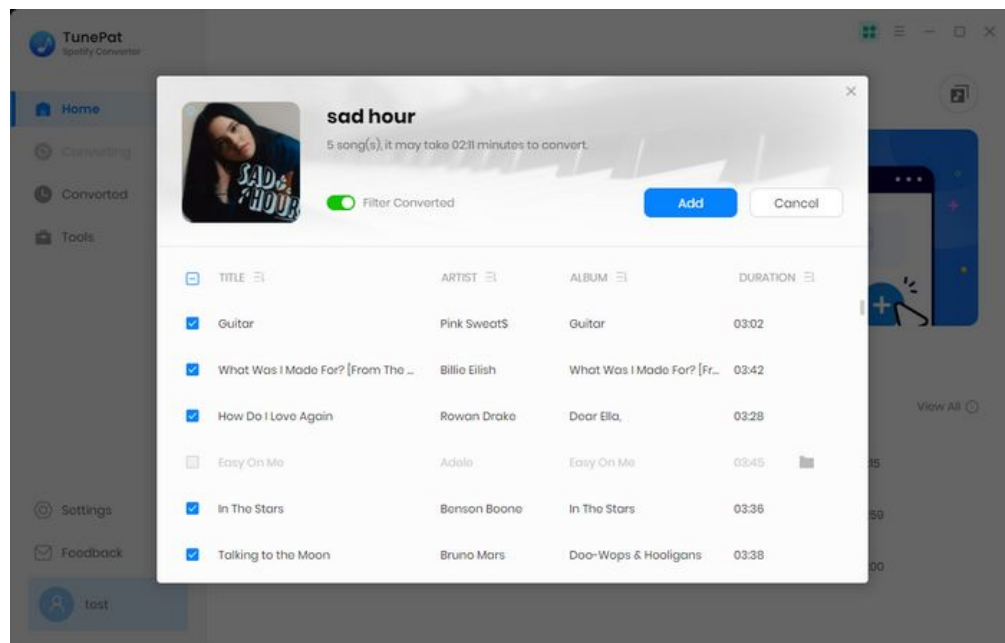 TunePat
Spotify Converter
Home
Converting
Converted
Tools
Settings
Feedback
test
sad hour
5 song(s), it may take 02:11 minutes to convert.
Filter Converted
Add
Cancel
SAD
HOUR
TITLE ARTIST ALBUM DURATION
Guitar Pink Sweat$ Guitar 03:02
What Was I Made For? [From The ... Billie Eilish What Was I Made For? [Fr... 03:42
How Do I Love Again Rowan Drake Dear Ella, 03:28
Easy On Me Adele Easy On Me 03:45
In The Stars Benson Boone In The Stars 03:36
Talking to the Moon Bruno Mars Doo-Wops & Hooligans 03:38
View All